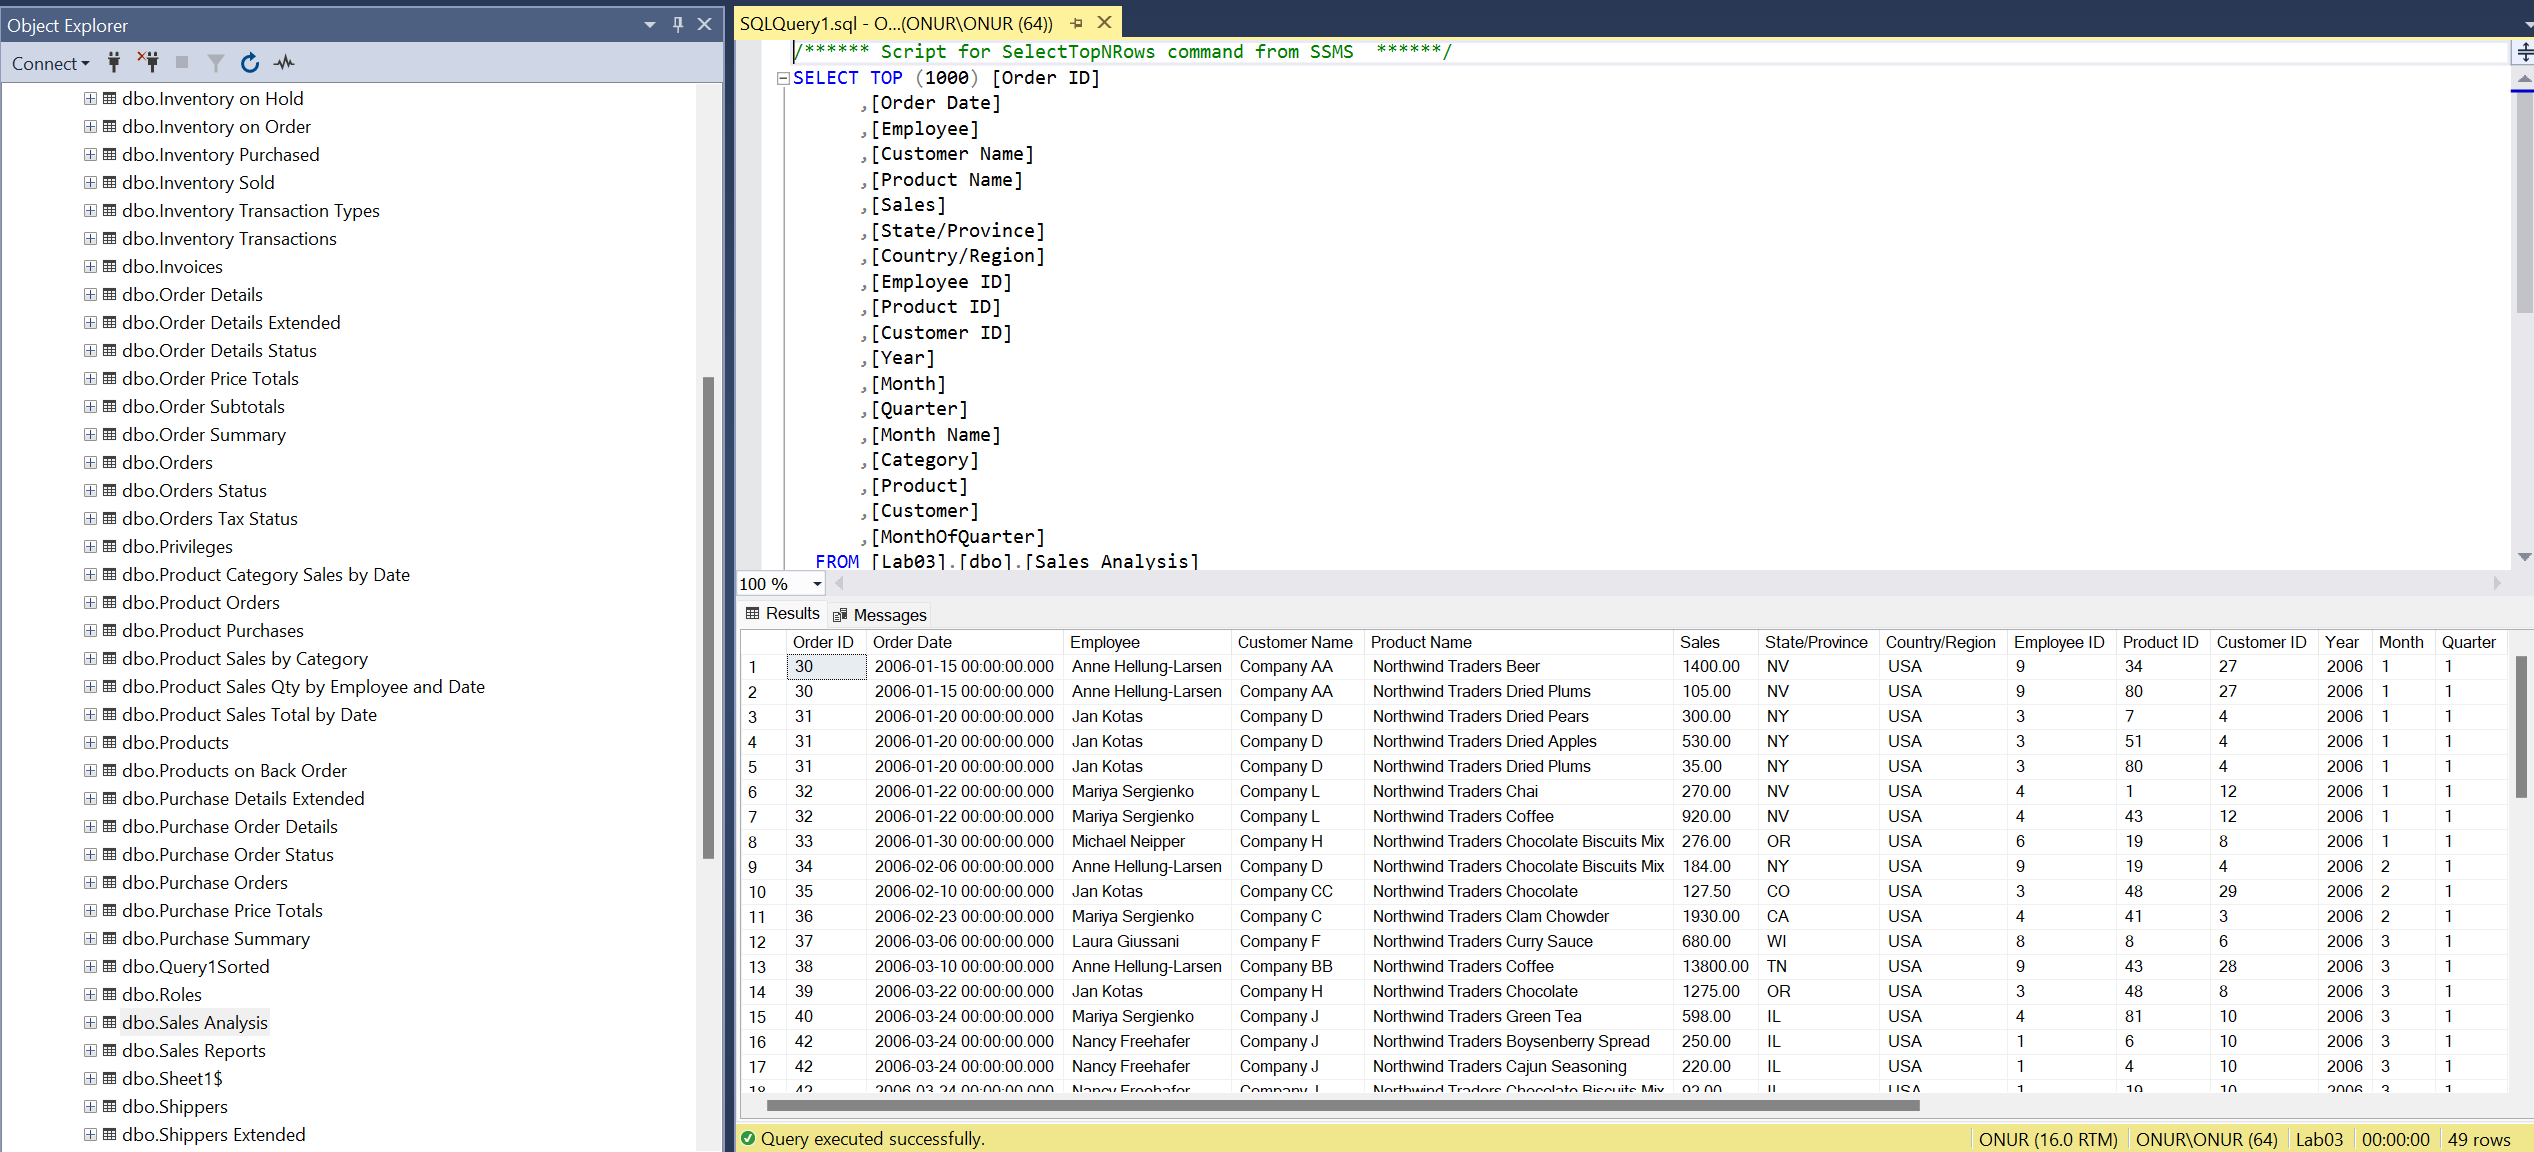 Object Explorer
Connect
dbo.Inventory on Hold
dbo.Inventory on Order
dbo.Inventory Purchased
dbo.Inventory Sold
dbo.Inventory Transaction Types
dbo.Inventory Transactions
dbo.Invoices
dbo.Order Details
dbo.Order Details Extended
dbo.Order Details Status
dbo.Order Price Totals
dbo.Order Subtotals
dbo.Order Summary
dbo.Orders
dbo.Orders Status
dbo.Orders Tax Status
dbo.Privileges
dbo.Product Category Sales by Date
dbo.Product Orders
dbo.Product Purchases
dbo.Product Sales by Category
dbo.Product Sales Qty by Employee and Date
dbo.Product Sales Total by Date
dbo.Products
dbo.Products on Back Order
dbo.Purchase Details Extended
dbo.Purchase Order Details
dbo.Purchase Order Status
dbo.Purchase Orders
dbo.Purchase Price Totals
dbo.Purchase Summary
dbo.Query1Sorted
dbo.Roles
dbo.Sales Analysis
dbo.Sales Reports
dbo.Sheet1$
dbo.Shippers
dbo.Shippers Extended
SQLQuery1.sql - O...(ONUR\ONUR (64))
/****** Script for SelectTopNRows command from SSMS ******/
SELECT TOP (1000) [Order ID]
,[Order Date]
,[Employee]
,[Customer Name]
,[Product Name]
,[Sales]
,[State/Province]
,[Country/Region]
,[Employee ID]
,[Product ID]
,[Customer ID]
,[Year]
,[Month]
,[Quarter]
,[Month Name]
,[Category]
,[Product]
,[Customer]
,[MonthOfQuarter]
FROM [Lab03].[dbo].[Sales Analysis]
100 %
Results Messages
Order ID Order Date Employee Customer Name Product Name Sales State/Province Country/Region Employee ID Product ID Customer ID Year Month Quarter
1 30 2006-01-15 00:00:00.000 Anne Hellung-Larsen Company AA Northwind Traders Beer 1400.00 NV USA 9 34 27 2006 1 1
2 30 2006-01-15 00:00:00.000 Anne Hellung-Larsen Company AA Northwind Traders Dried Plums 105.00 NV USA 9 80 27 2006 1 1
3 31 2006-01-20 00:00:00.000 Jan Kotas Company D Northwind Traders Dried Pears 300.00 NY USA 3 7 4 2006 1 1
4 31 2006-01-20 00:00:00.000 Jan Kotas Company D Northwind Traders Dried Apples 530.00 NY USA 3 51 4 2006 1 1
5 31 2006-01-20 00:00:00.000 Jan Kotas Company D Northwind Traders Dried Plums 35.00 NY USA 3 80 4 2006 1 1
6 32 2006-01-22 00:00:00.000 Mariya Sergienko Company L Northwind Traders Chai 270.00 NV USA 4 1 12 2006 1 1
7 32 2006-01-22 00:00:00.000 Mariya Sergienko Company L Northwind Traders Coffee 920.00 NV USA 4 43 12 2006 1 1
8 33 2006-01-30 00:00:00.000 Michael Neipper Company H Northwind Traders Chocolate Biscuits Mix 276.00 OR USA 6 19 8 2006 1 1
9 34 2006-02-06 00:00:00.000 Anne Hellung-Larsen Company D Northwind Traders Chocolate Biscuits Mix 184.00 NY USA 9 19 4 2006 2 1
10 35 2006-02-10 00:00:00.000 Jan Kotas Company CC Northwind Traders Chocolate 127.50 CO USA 3 48 29 2006 2 1
11 36 2006-02-23 00:00:00.000 Mariya Sergienko Company C Northwind Traders Clam Chowder 1930.00 CA USA 4 41 3 2006 2 1
12 37 2006-03-06 00:00:00.000 Laura Giussani Company F Northwind Traders Curry Sauce 680.00 WI USA 8 8 6 2006 3 1
13 38 2006-03-10 00:00:00.000 Anne Hellung-Larsen Company BB Northwind Traders Coffee 13800.00 TN USA 9 43 28 2006 3 1
14 39 2006-03-22 00:00:00.000 Jan Kotas Company H Northwind Traders Chocolate 1275.00 OR USA 3 48 8 2006 3 1
15 40 2006-03-24 00:00:00.000 Mariya Sergienko Company J Northwind Traders Green Tea 598.00 IL USA 4 81 10 2006 3 1
16 42 2006-03-24 00:00:00.000 Nancy Freehafer Company J Northwind Traders Boysenberry Spread 250.00 IL USA 1 6 10 2006 3 1
17 42 2006-03-24 00:00:00.000 Nancy Freehafer Company J Northwind Traders Cajun Seasoning 220.00 IL USA 1 4 10 2006 3 1
18 42 2006-03-24 00:00:00.000 Nancy Freehafer Company J Northwind Traders Chocolate Biscuits Mix 92.00 IL USA 1 19 10 2006 3 1
Query executed successfully. ONUR (16.0 RTM) ONUR\ONUR (64) Lab03 00:00:00 49 rows